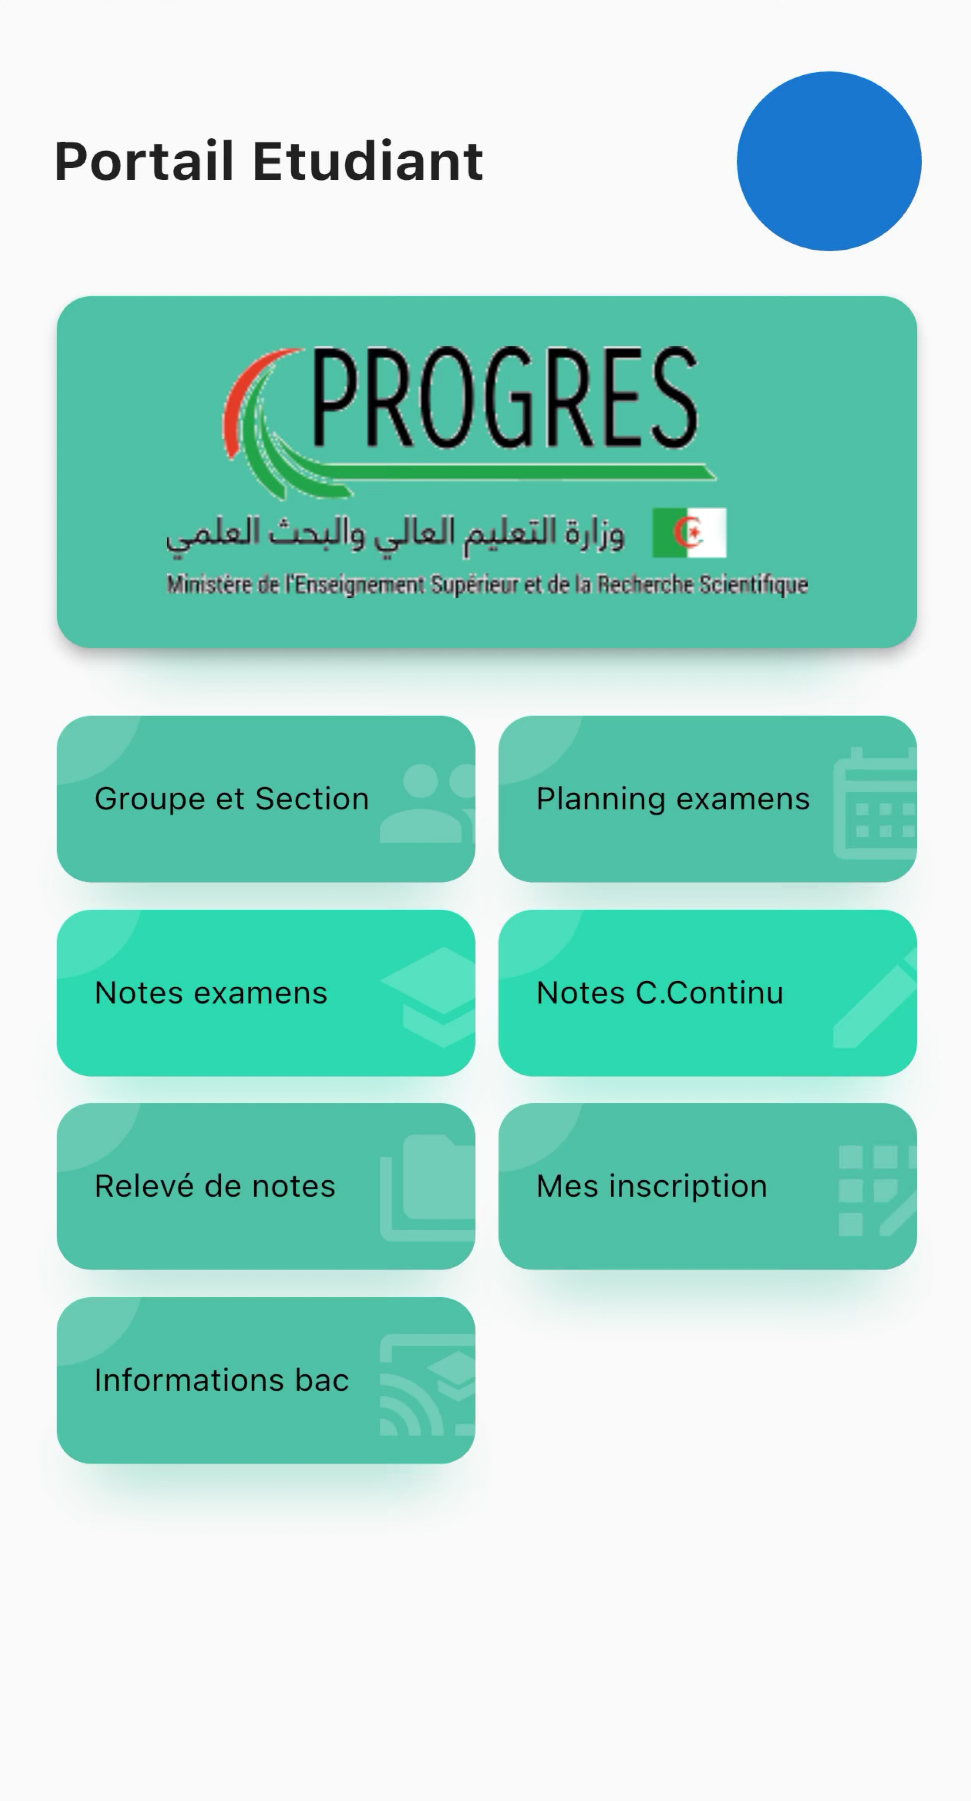 Portail Etudiant
PROGRES
وزارة التعليم العالي والبحث العلمي
Ministère de l'Enseignement Supérieur et de la Recherche Scientifique
Groupe et Section
Planning examens
Notes examens
Notes C.Continu
Relevé de notes
Mes inscription
Informations bac